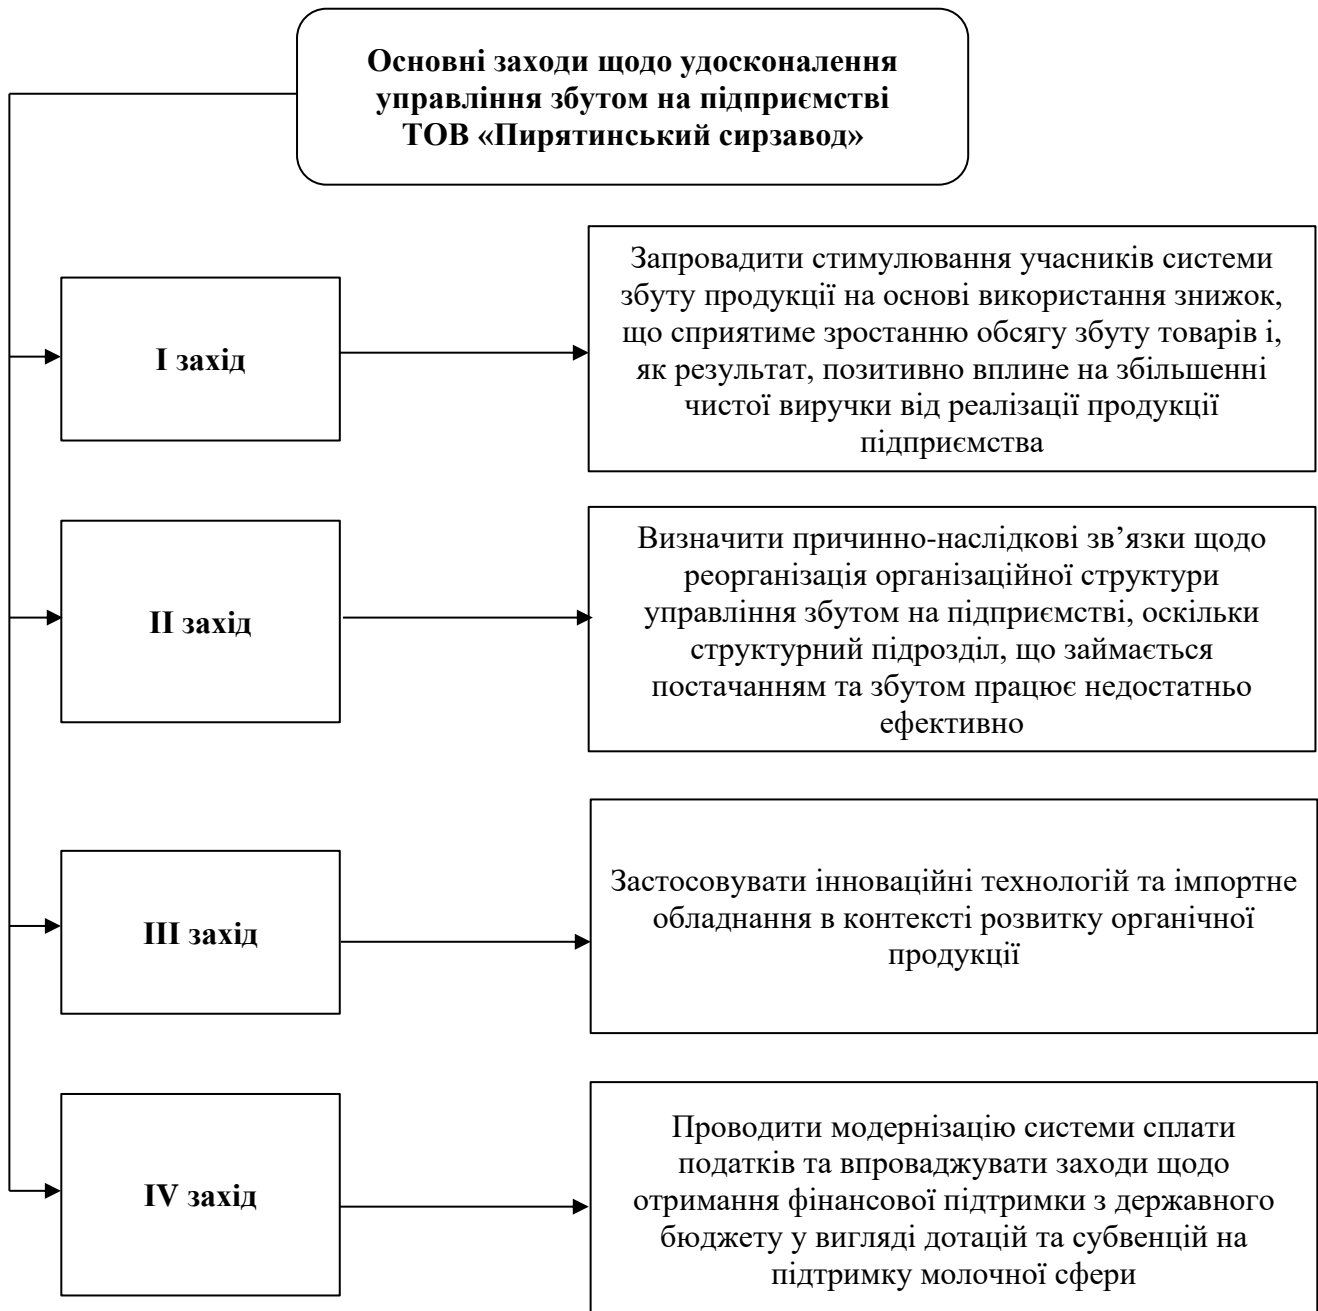 Основні заходи щодо удосконалення
управління збутом на підприємстві
ТОВ «Пирятинський сирзавод»
І захід
Запровадити стимулювання учасників системи
збуту продукції на основі використання знижок,
що сприятиме зростанню обсягу збуту товарів і,
як результат, позитивно вплине на збільшенні
чистої виручки від реалізації продукції
підприємства
ІІ захід
Визначити причинно-наслідкові зв’язки щодо
реорганізація організаційної структури
управління збутом на підприємстві, оскільки
структурний підрозділ, що займається
постачанням та збутом працює недостатньо
ефективно
ІІІ захід
Застосовувати інноваційні технологій та імпортне
обладнання в контексті розвитку органічної
продукції
IV захід
Проводити модернізацію системи сплати
податків та впроваджувати заходи щодо
отримання фінансової підтримки з державного
бюджету у вигляді дотацій та субвенцій на
підтримку молочної сфери